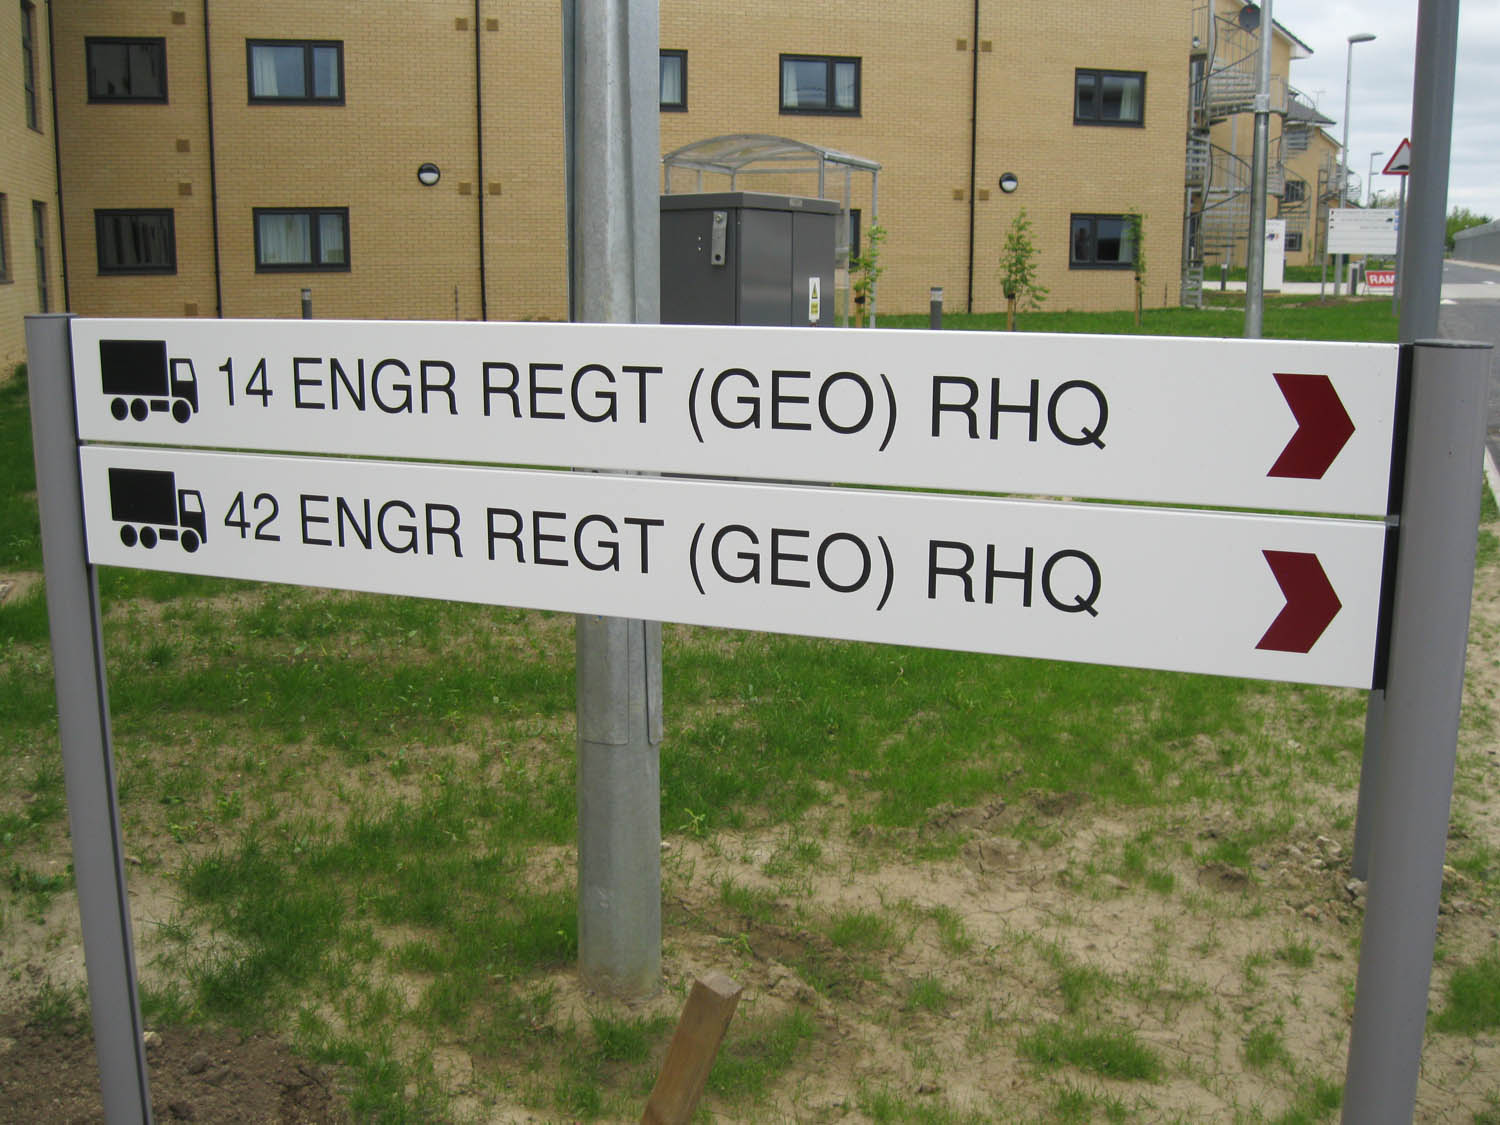 14 ENGR REGT (GEO) RHQ
42 ENGR REGT (GEO) RHQ